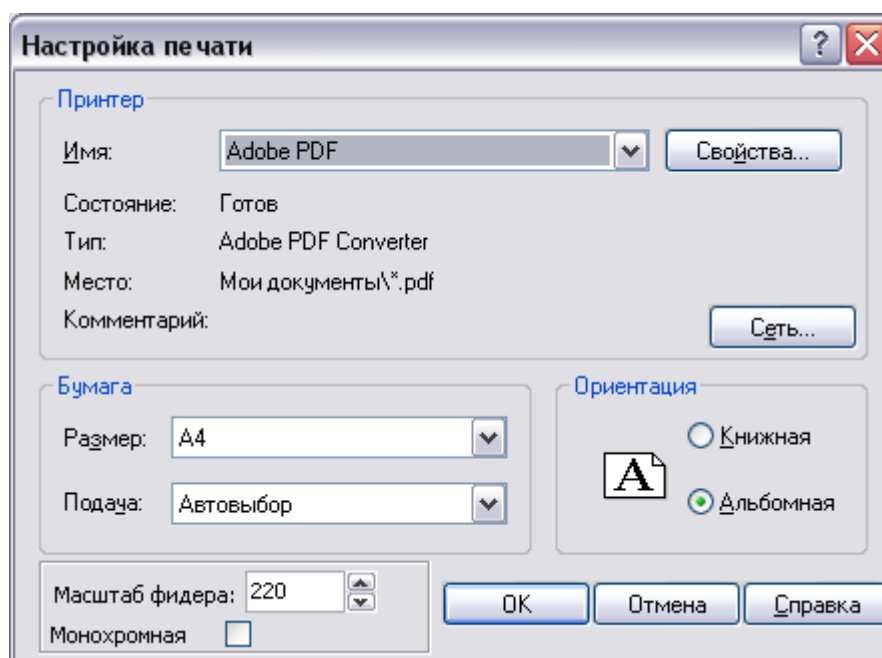 Настройка печати
Принтер
Имя: Adobe PDF Свойства...
Состояние: Готов
Тип: Adobe PDF Converter
Место: Мои документы\*.pdf
Комментарий: Сеть...
Бумага
Размер: A4
Подача: Автовыбор
Ориентация
A
Книжная
Альбомная
Масштаб фидера: 220
Монохромная
OK Отмена Справка